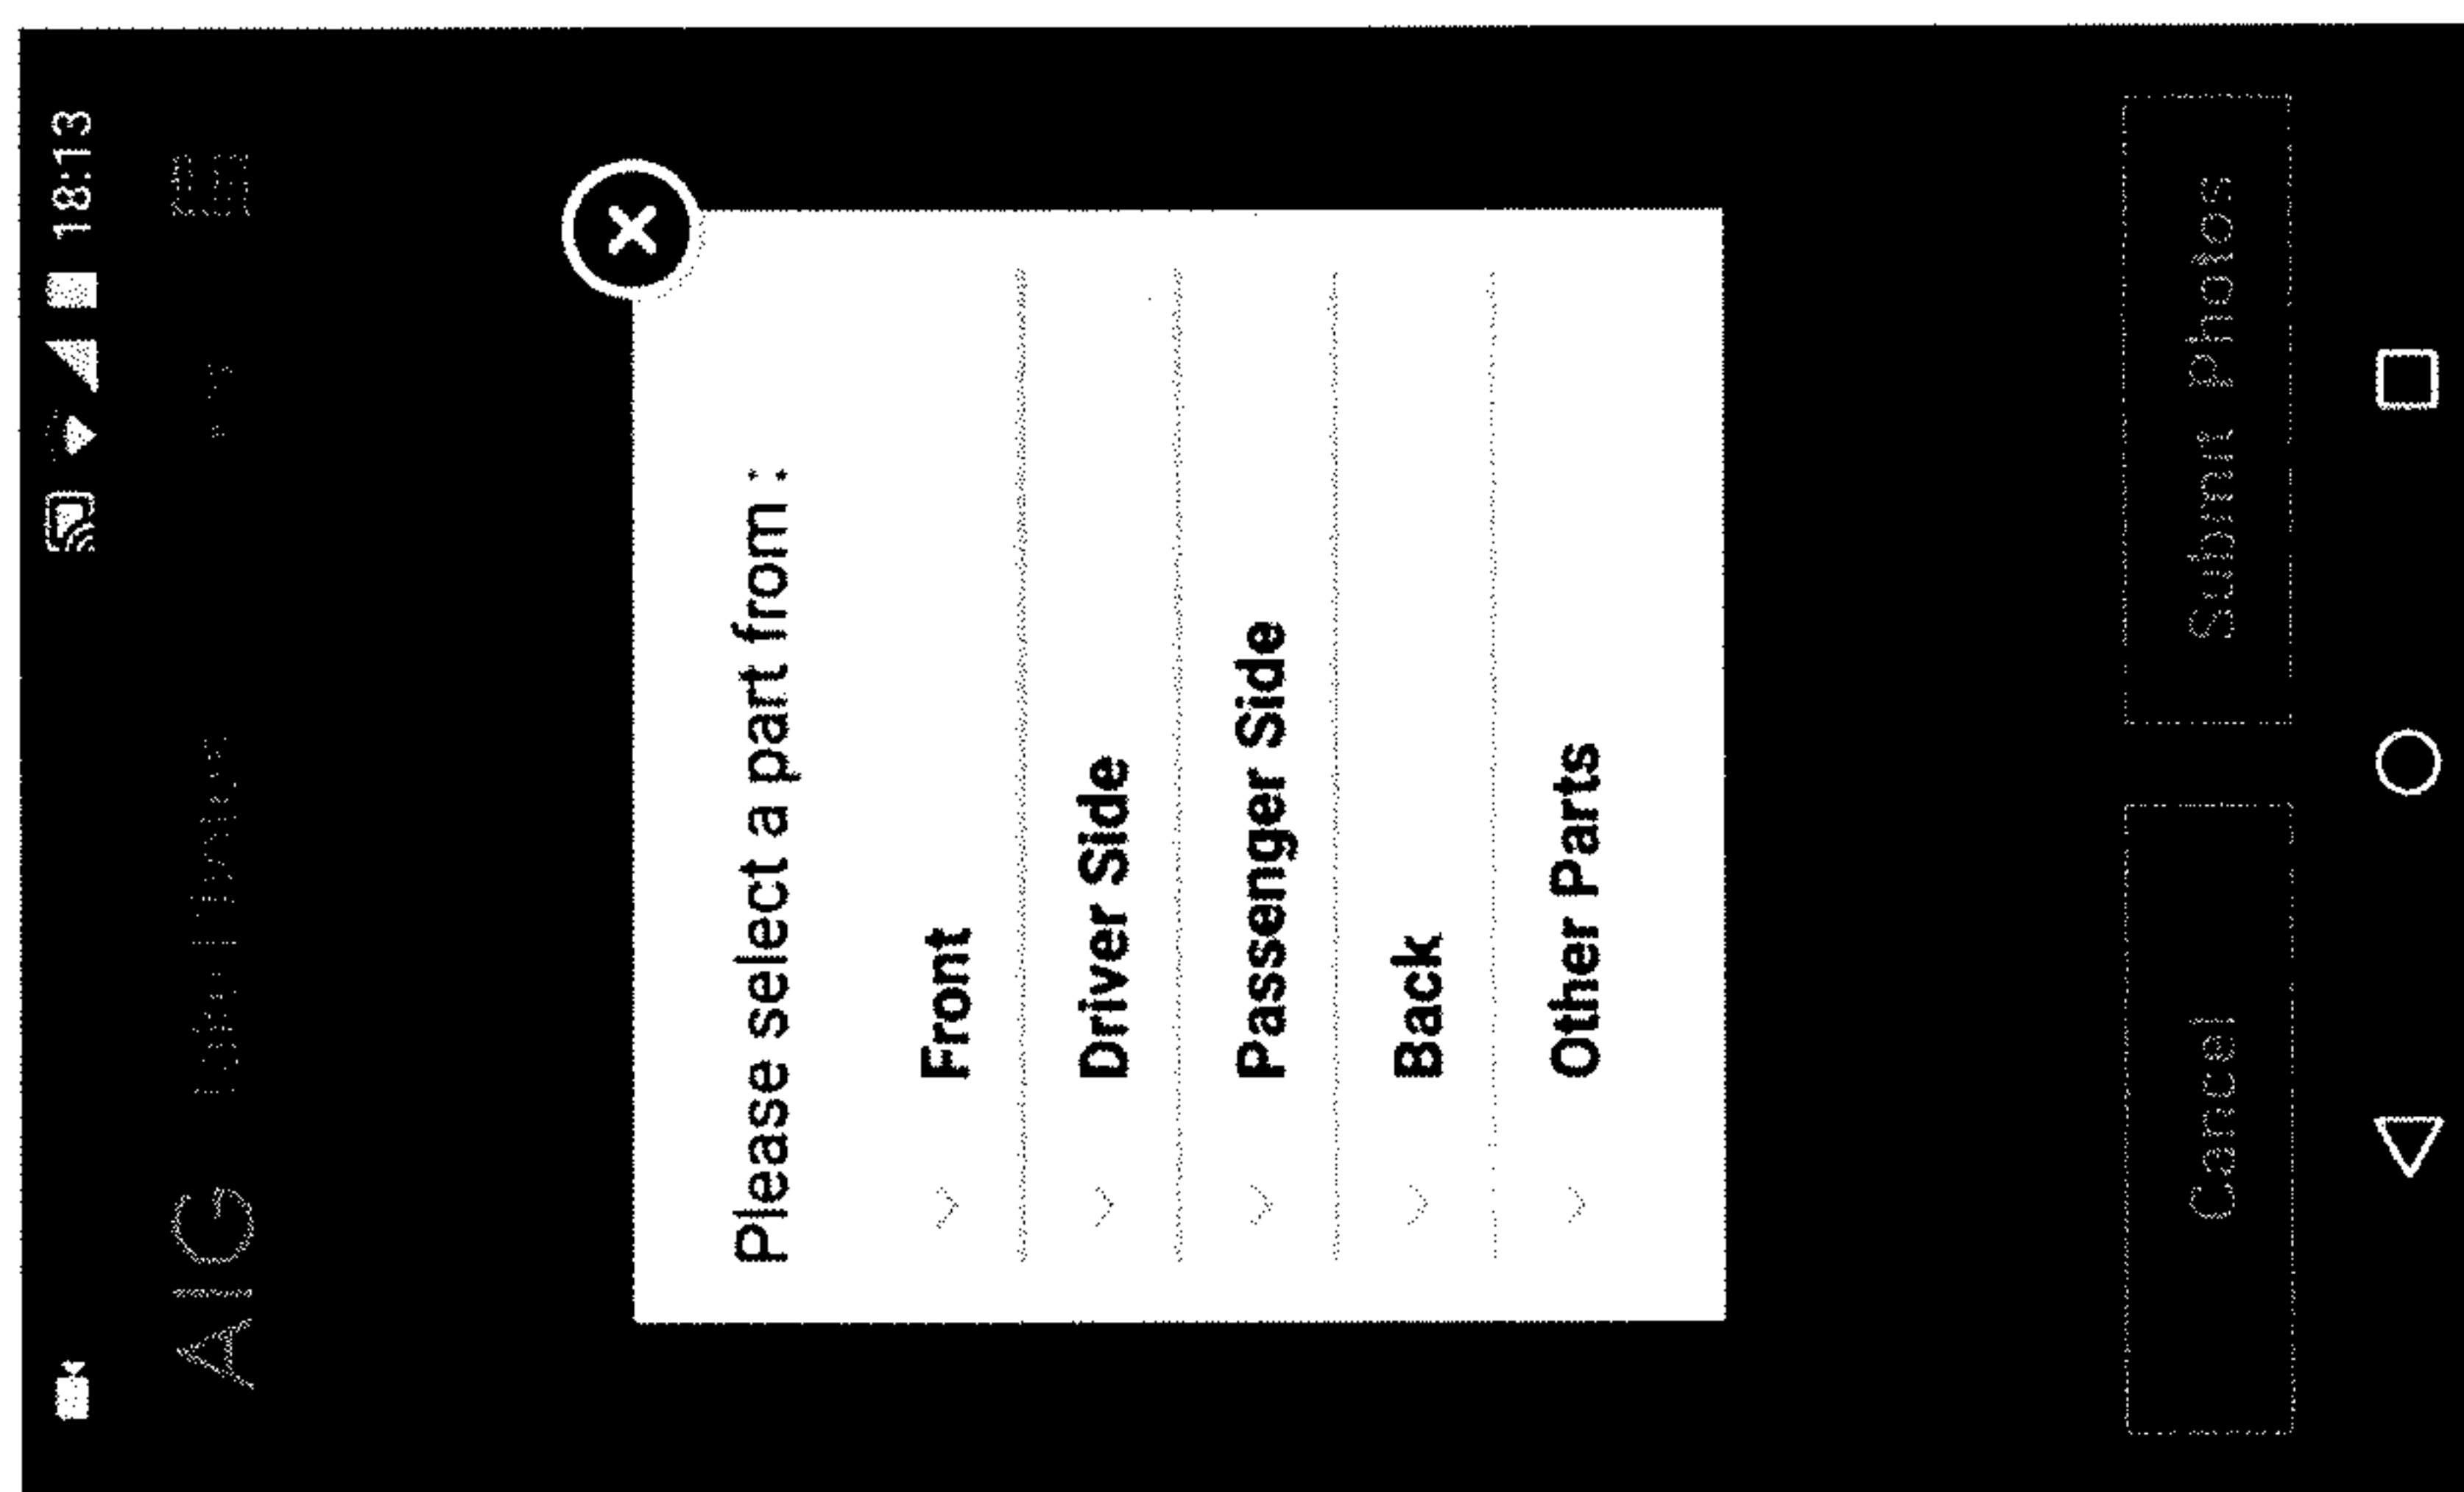 18:13
AIG
Please select a part from :
Front
Driver Side
Passenger Side
Back
Other Parts
Cancel
Submit photos